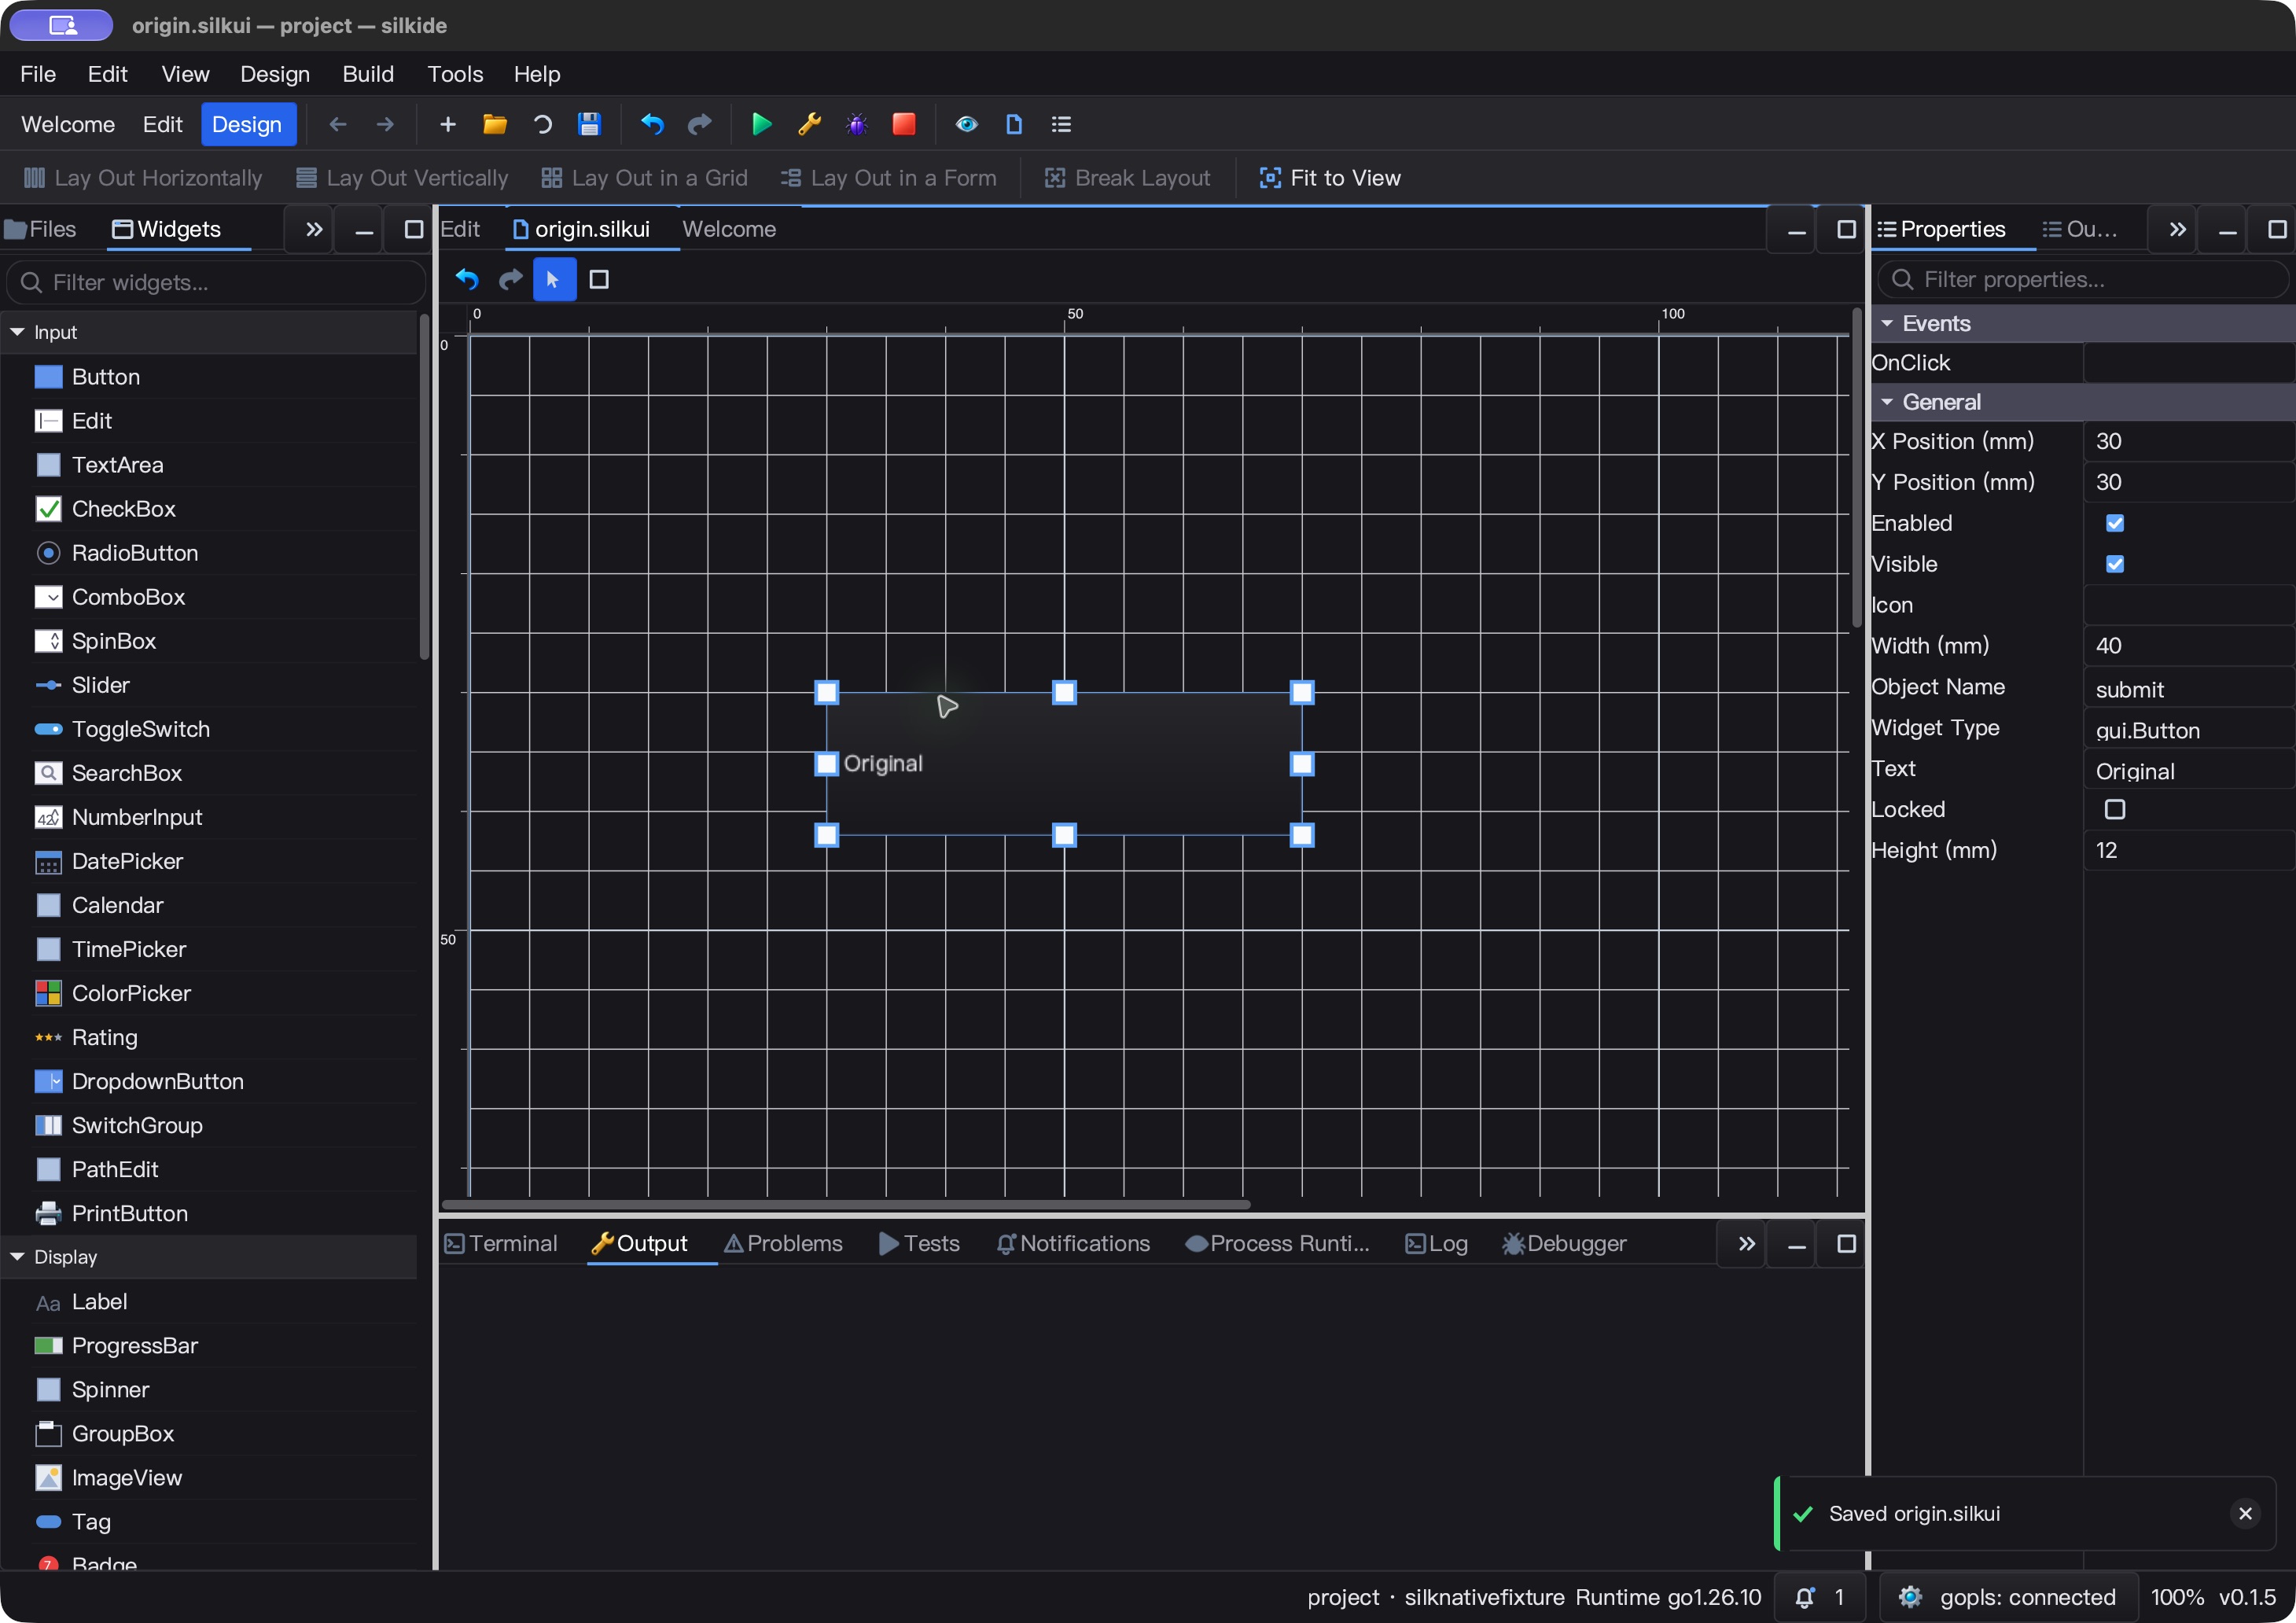 origin.silkui — project — silkide
File Edit View Design Build Tools Help
Welcome Edit Design
Lay Out Horizontally Lay Out Vertically Lay Out in a Grid Lay Out in a Form Break Layout Fit to View
Files Widgets
Filter widgets...
Input
Button
Edit
TextArea
CheckBox
RadioButton
ComboBox
SpinBox
Slider
ToggleSwitch
SearchBox
NumberInput
DatePicker
Calendar
TimePicker
ColorPicker
Rating
DropdownButton
SwitchGroup
PathEdit
PrintButton
Display
Label
ProgressBar
Spinner
GroupBox
ImageView
Tag
Badge
Edit origin.silkui Welcome
0 50 100
0
Original
50
Terminal Output Problems Tests Notifications Process Runti... Log Debugger
Properties Ou...
Filter properties...
Events
OnClick
General
X Position (mm) 30
Y Position (mm) 30
Enabled
Visible
Icon
Width (mm) 40
Object Name submit
Widget Type gui.Button
Text Original
Locked
Height (mm) 12
Saved origin.silkui
project · silknativefixture Runtime go1.26.10 1 gopls: connected 100% v0.1.5